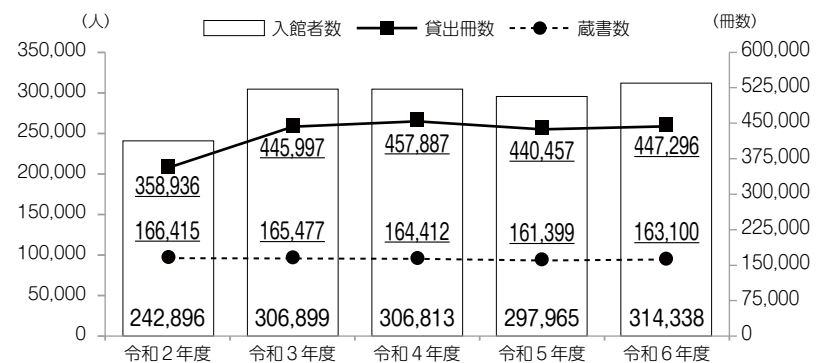 （人）
入館者数 貸出冊数 蔵書数
（冊数）
350,000
300,000
250,000
200,000
150,000
100,000
50,000
0
600,000
525,000
450,000
375,000
300,000
225,000
150,000
75,000
0
358,936 445,997 457,887 440,457 447,296
166,415 165,477 164,412 161,399 163,100
242,896 306,899 306,813 297,965 314,338
令和２年度 令和３年度 令和４年度 令和５年度 令和６年度